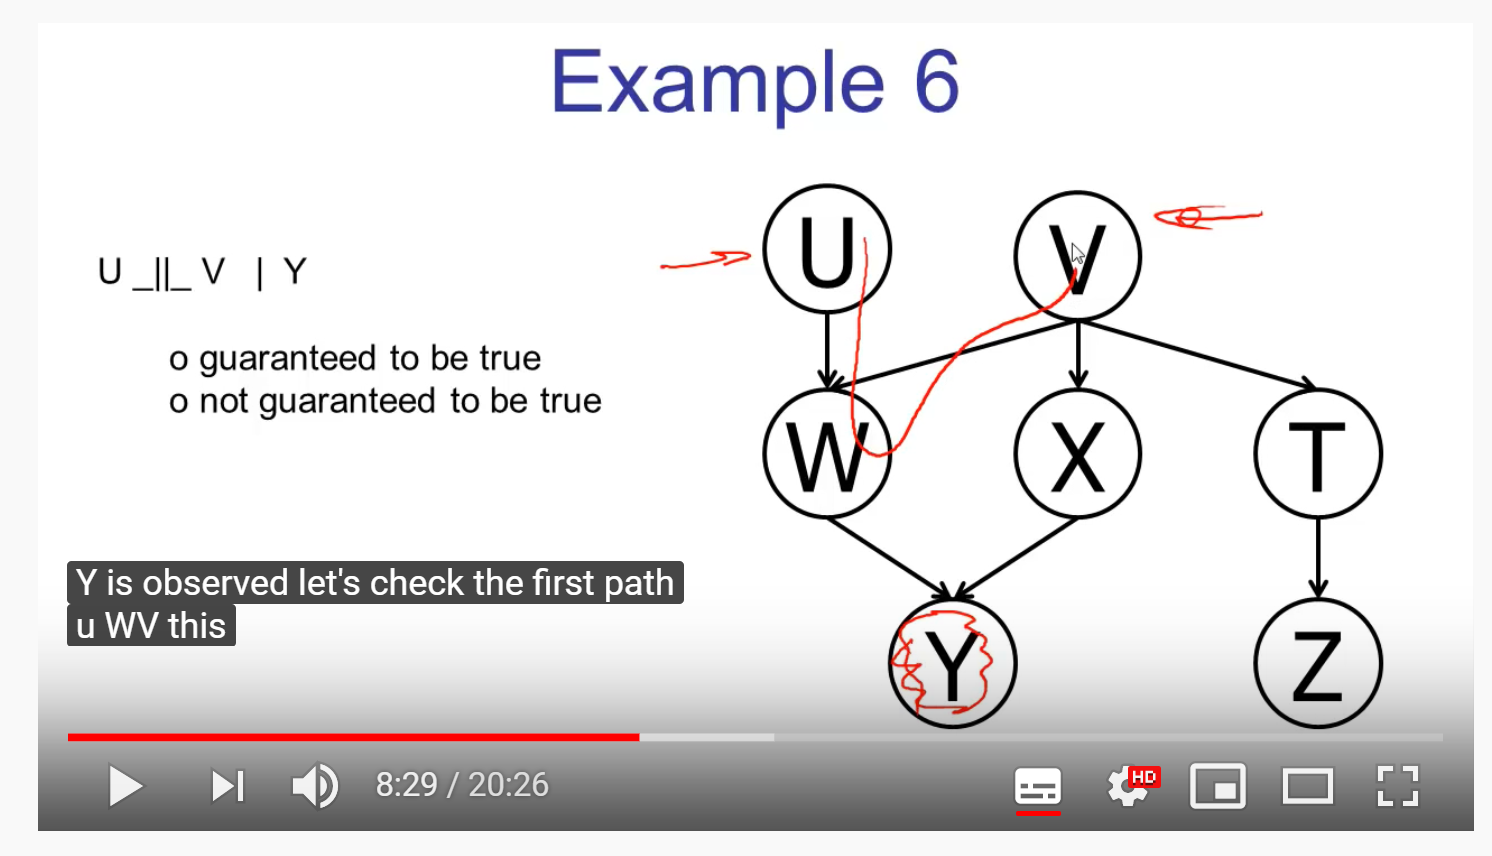 Example 6
U _||_ V | Y
o guaranteed to be true
o not guaranteed to be true
U
V
W
X
T
Y
Z
Y is observed let's check the first path
u WV this
8:29 / 20:26
HD